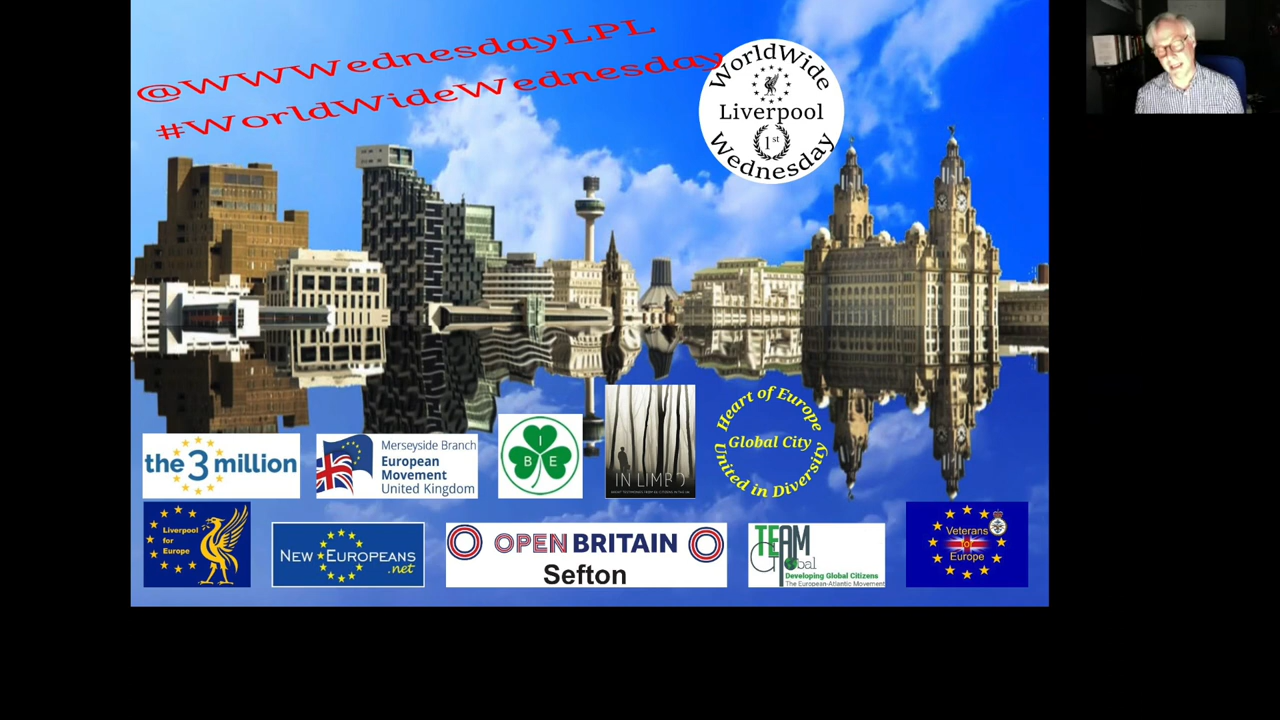 @WWWednesdayLPL
#WorldWideWednesday
WorldWide
Liverpool
1st
Wednesday
the 3 million
Merseyside Branch
European
Movement
United Kingdom
I
B E
IN LIMBO
Heart of Europe
Global City
United in Diversity
Liverpool
for
Europe
NEW EUROPEANS
.net
OPEN BRITAIN
Sefton
TEAM
Global
Developing Global Citizens
The European-Atlantic Movement
Veterans
for
Europe